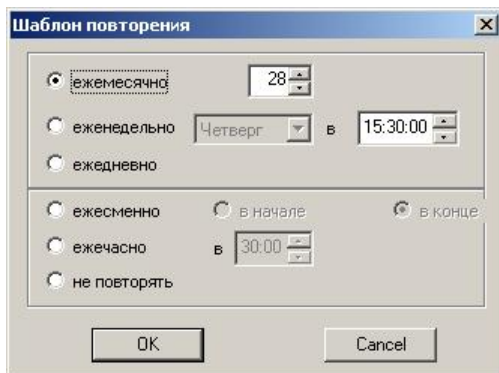 Шаблон повторения
ежемесячно 28
еженедельно Четверг в 15:30:00
ежедневно
ежесменно в начале в конце
ежечасно в 30:00
не повторять
OK Cancel